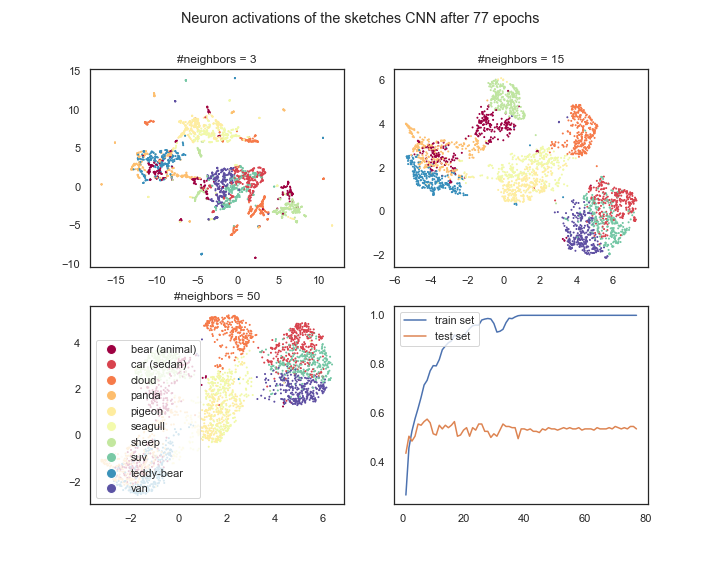 Neuron activations of the sketches CNN after 77 epochs
#neighbors = 3
15
10
5
0
−5
−10
−15
−10
−5
0
5
10
#neighbors = 15
6
4
2
0
−2
−6
−4
−2
0
2
4
6
#neighbors = 50
4
2
0
−2
−2
0
2
4
6
bear (animal)
car (sedan)
cloud
panda
pigeon
seagull
sheep
suv
teddy-bear
van
1.0
0.8
0.6
0.4
0
20
40
60
80
train set
test set